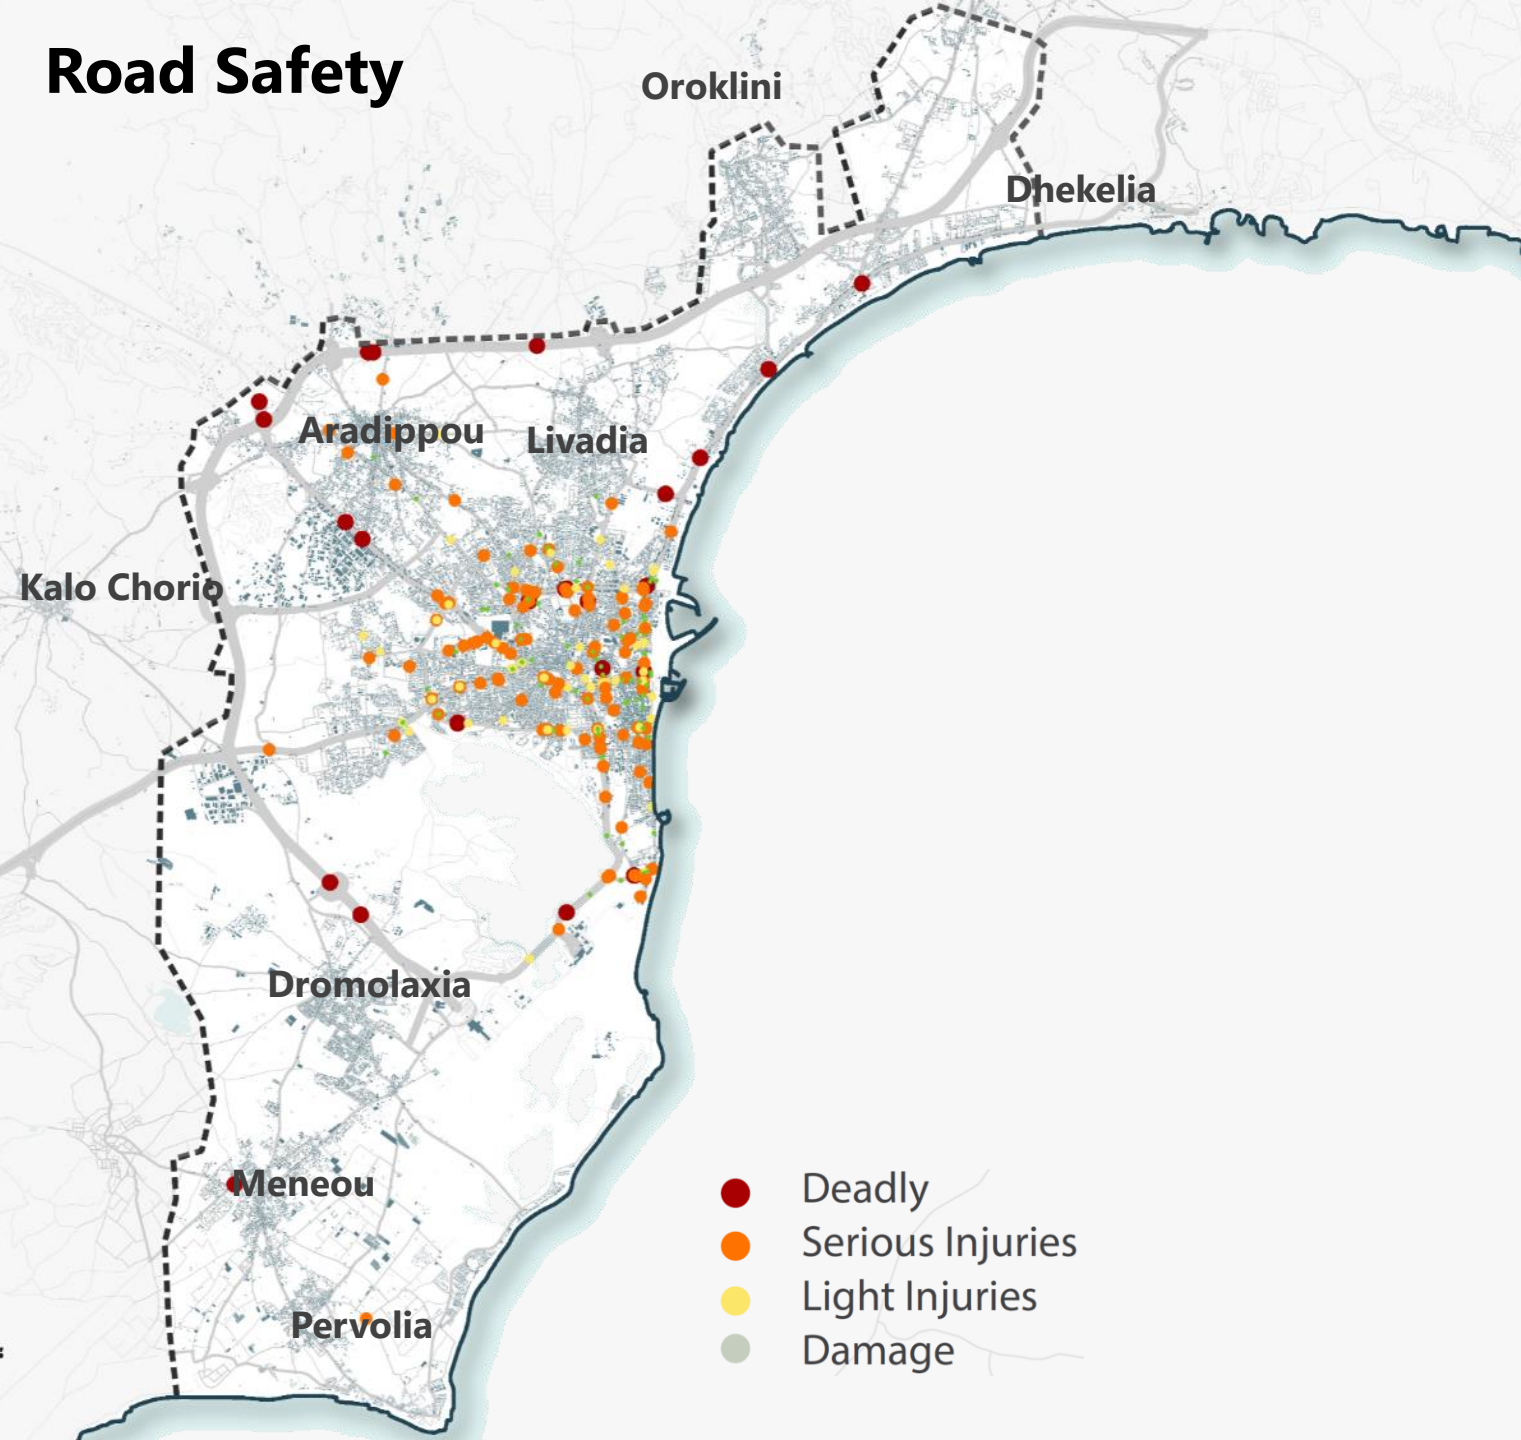 Road Safety
Oroklini
Dhekelia
Aradippou
Livadia
Kalo Chorio
Dromolaxia
Meneou
Pervolia
Deadly
Serious Injuries
Light Injuries
Damage